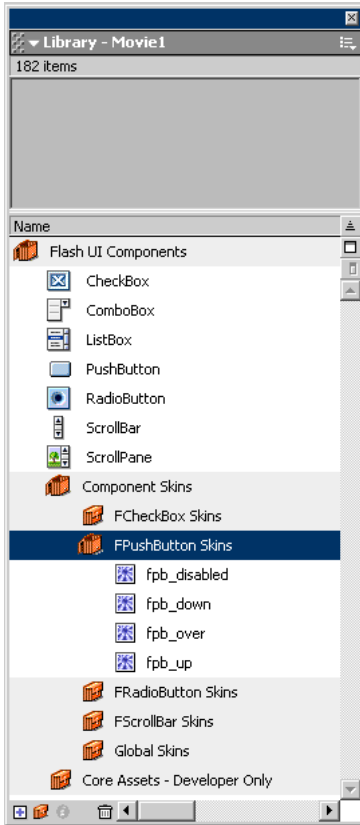 Library - Movie1
182 items
Name
Flash UI Components
CheckBox
ComboBox
ListBox
PushButton
RadioButton
ScrollBar
ScrollPane
Component Skins
FCheckBox Skins
FPushButton Skins
fpb_disabled
fpb_down
fpb_over
fpb_up
FRadioButton Skins
FScrollBar Skins
Global Skins
Core Assets - Developer Only